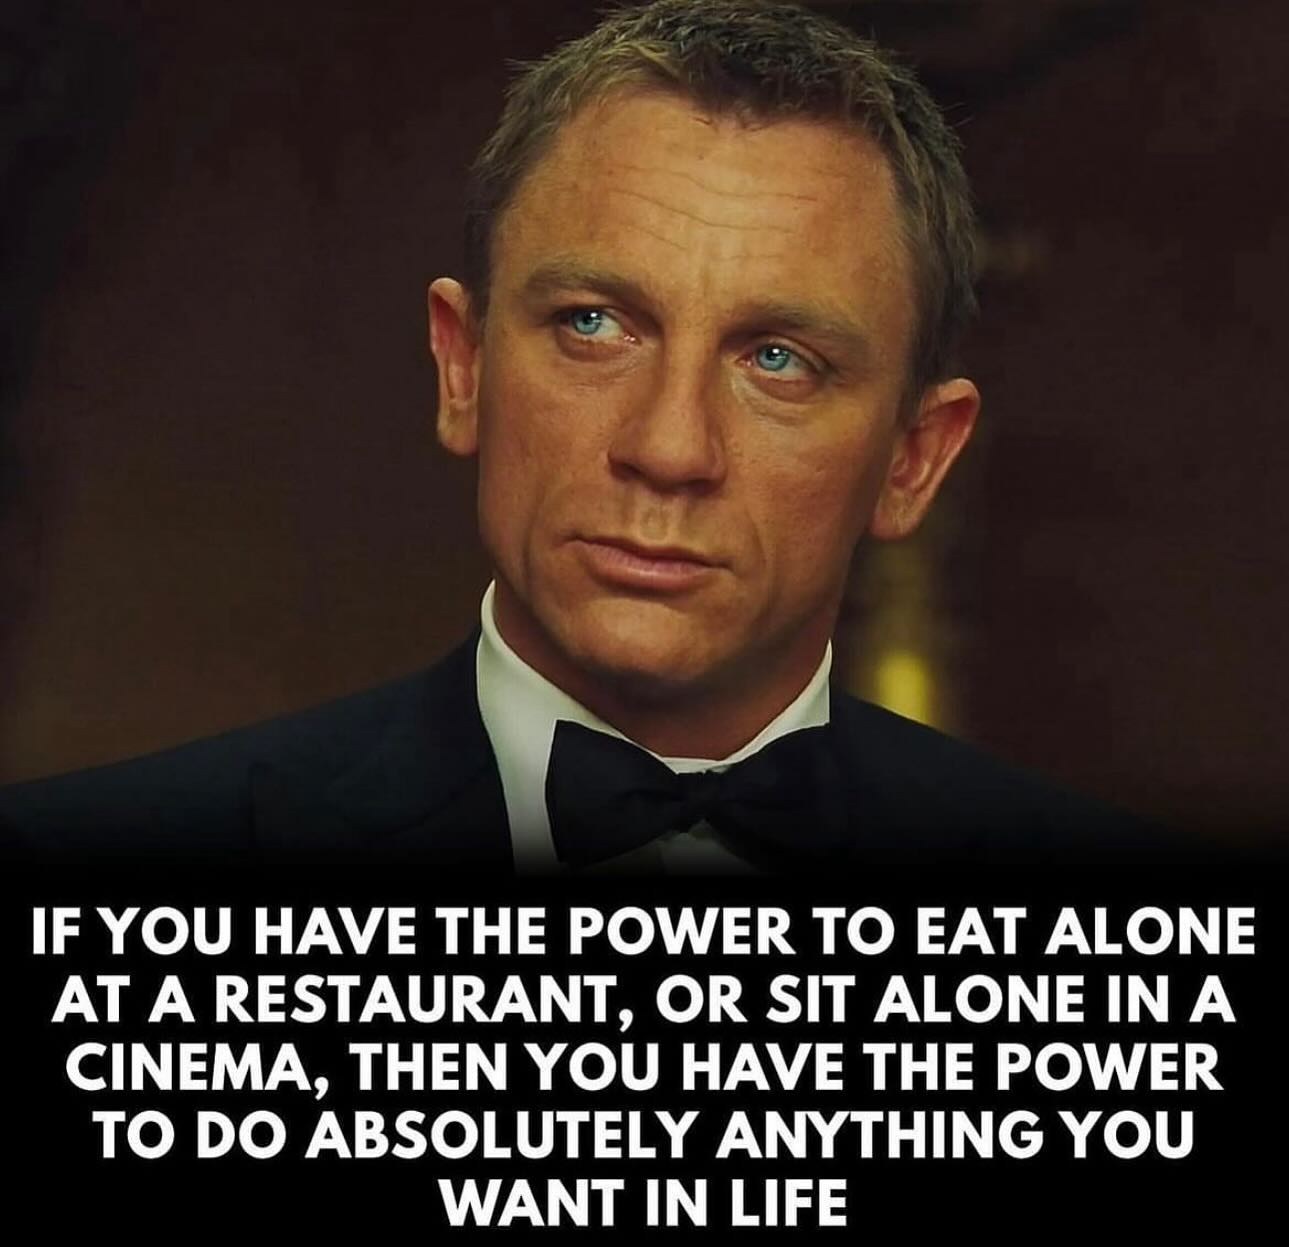 IF YOU HAVE THE POWER TO EAT ALONE
AT A RESTAURANT, OR SIT ALONE IN A
CINEMA, THEN YOU HAVE THE POWER
TO DO ABSOLUTELY ANYTHING YOU
WANT IN LIFE